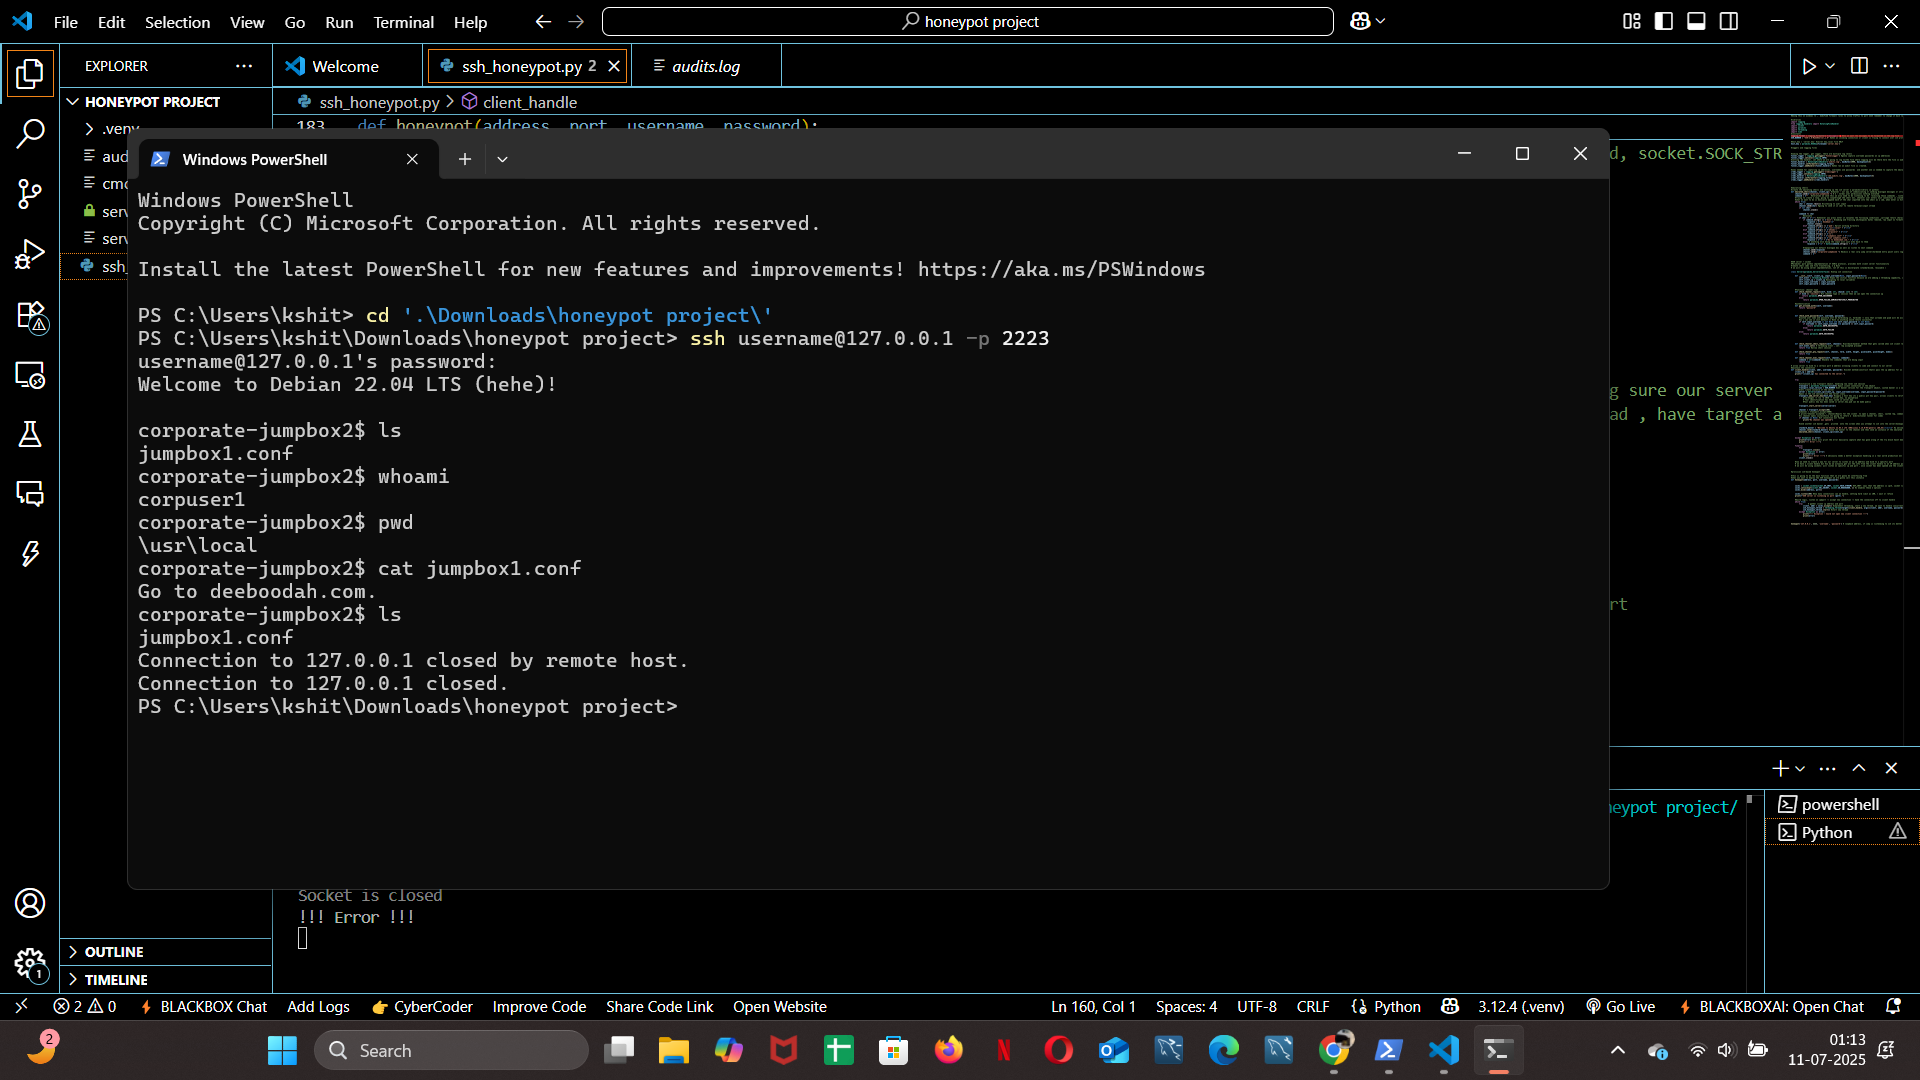 File Edit Selection View Go Run Terminal Help
honeypot project
EXPLORER
Welcome
ssh_honeypot.py 2
audits.log
HONEYPOT PROJECT
ssh_honeypot.py > client_handle
.venv
183 def honeypot(address, port, username, password):
aud
cmd
serv
serv
ssh_
d, socket.SOCK_STR
g sure our server
ad , have target a
rt
Windows PowerShell
Windows PowerShell
Copyright (C) Microsoft Corporation. All rights reserved.
Install the latest PowerShell for new features and improvements! https://aka.ms/PSWindows
PS C:\Users\kshit> cd '.\Downloads\honeypot project\'
PS C:\Users\kshit\Downloads\honeypot project> ssh username@127.0.0.1 -p 2223
username@127.0.0.1's password:
Welcome to Debian 22.04 LTS (hehe)!
corporate-jumpbox2$ ls
jumpbox1.conf
corporate-jumpbox2$ whoami
corpuser1
corporate-jumpbox2$ pwd
\usr\local
corporate-jumpbox2$ cat jumpbox1.conf
Go to deeboodah.com.
corporate-jumpbox2$ ls
jumpbox1.conf
Connection to 127.0.0.1 closed by remote host.
Connection to 127.0.0.1 closed.
PS C:\Users\kshit\Downloads\honeypot project>
neypot project/
powershell
Python
Socket is closed
!!! Error !!!
OUTLINE
TIMELINE
1
2 0 BLACKBOX Chat Add Logs CyberCoder Improve Code Share Code Link Open Website
Ln 160, Col 1 Spaces: 4 UTF-8 CRLF Python 3.12.4 (.venv) Go Live BLACKBOXAI: Open Chat
2
Search
01:13
11-07-2025